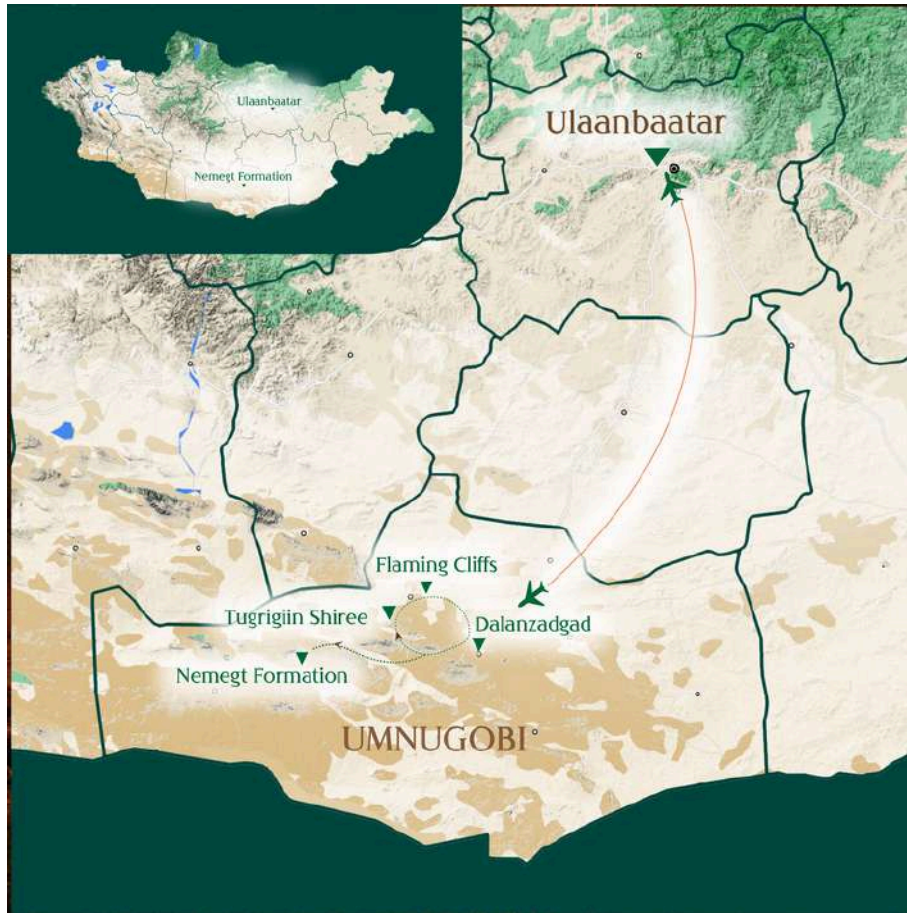 Ulaanbaatar
Nemegt Formation
Ulaanbaatar
Flaming Cliffs
Tugrigiin Shiree
Dalanzadgad
Nemegt Formation
UMNUGOBI